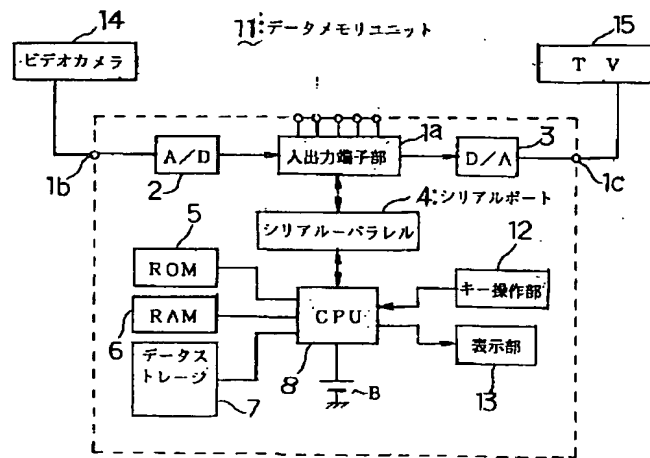 14
11:データメモリユニット
15
ビデオカメラ
TV
1a
3
A/D
入出力端子部
D/A
1b
2
1c
4:シリアルポート
5
シリアルーパラレル
12
ROM
キー操作部
RAM
CPU
6
データス
トレージ
表示部
8
B
13
7